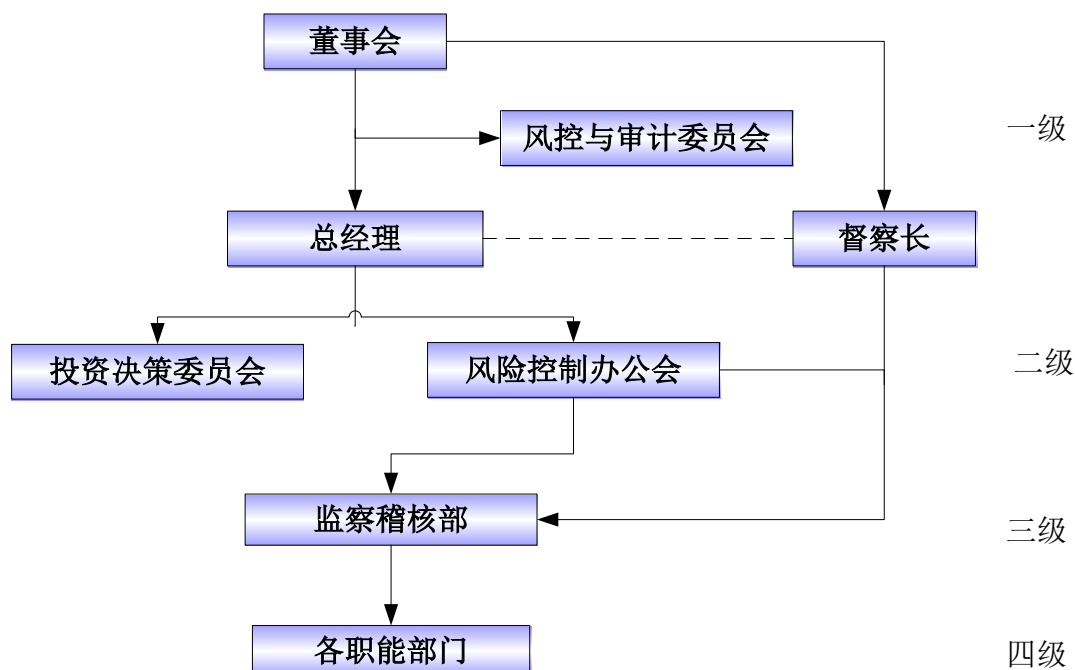 董事会
风控与审计委员会
一级
总经理
督察长
投资决策委员会
风险控制办公会
二级
监察稽核部
三级
各职能部门
四级